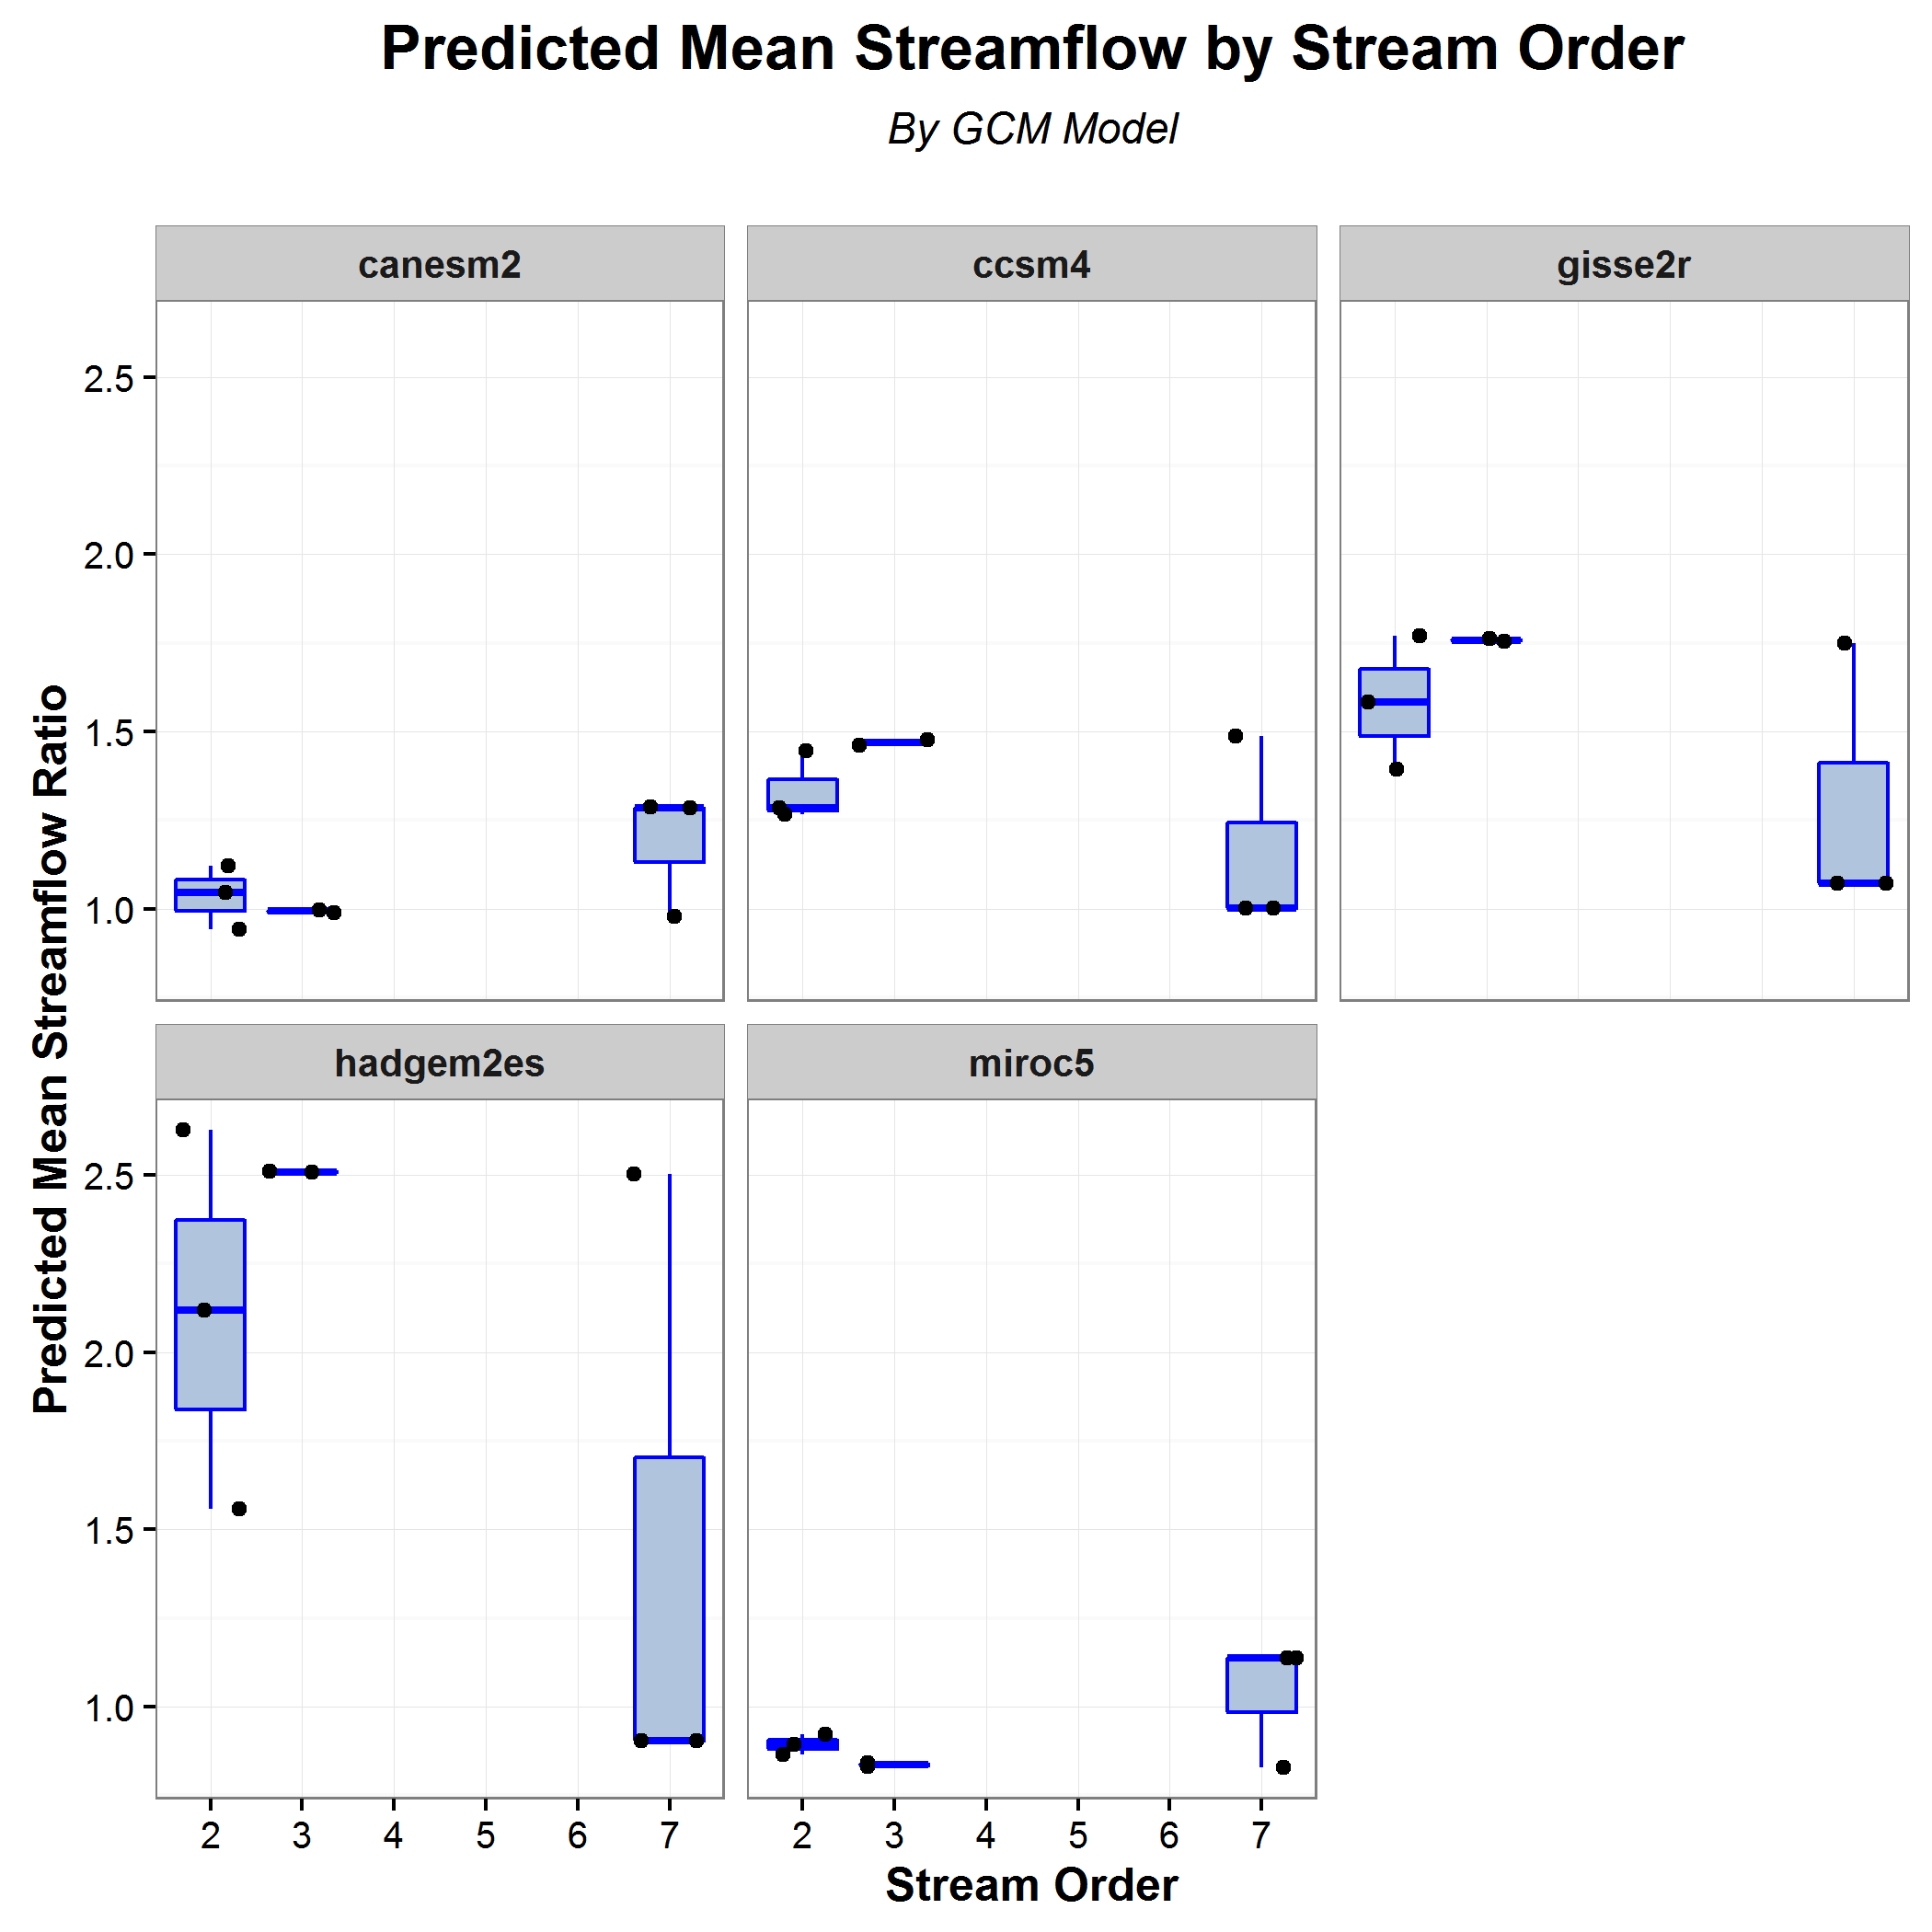 Predicted Mean Streamflow by Stream Order
By GCM Model
canesm2
ccsm4
gisse2r
2.5
2.0
1.5
1.0
Predicted Mean Streamflow Ratio
hadgem2es
miroc5
2.5
2.0
1.5
1.0
2 3 4 5 6 7
2 3 4 5 6 7
Stream Order